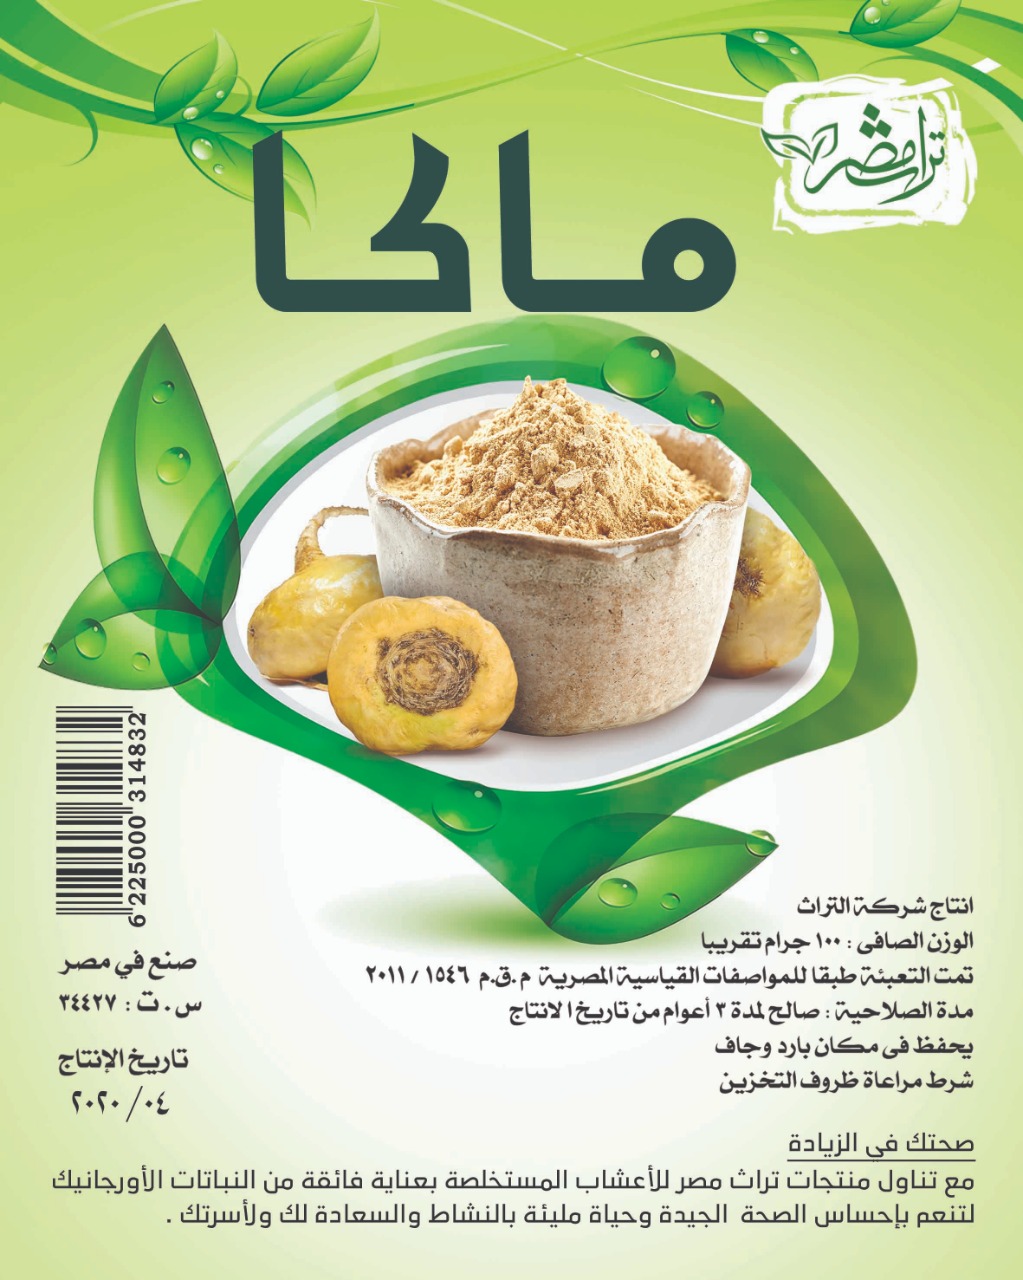 تراث مصر
ماكا
انتاج شركة التراث
الوزن الصافى : ١٠٠ جرام تقريبا
تمت التعبئة طبقا للمواصفات القياسية المصرية م.ق.م ١٥٤٦ / ٢٠١١
مدة الصلاحية : صالح لمدة ٣ أعوام من تاريخ الانتاج
يحفظ فى مكان بارد وجاف
شرط مراعاة ظروف التخزين
6 225000 314832
صنع في مصر
س . ت : ٣٤٤٢٧
تاريخ الإنتاج
٢٠٢٠ / ٠٤
صحتك في الزيادة
مع تناول منتجات تراث مصر للأعشاب المستخلصة بعناية فائقة من النباتات الأورجانيك
لتنعم بإحساس الصحة الجيدة وحياة مليئة بالنشاط والسعادة لك ولأسرتك .